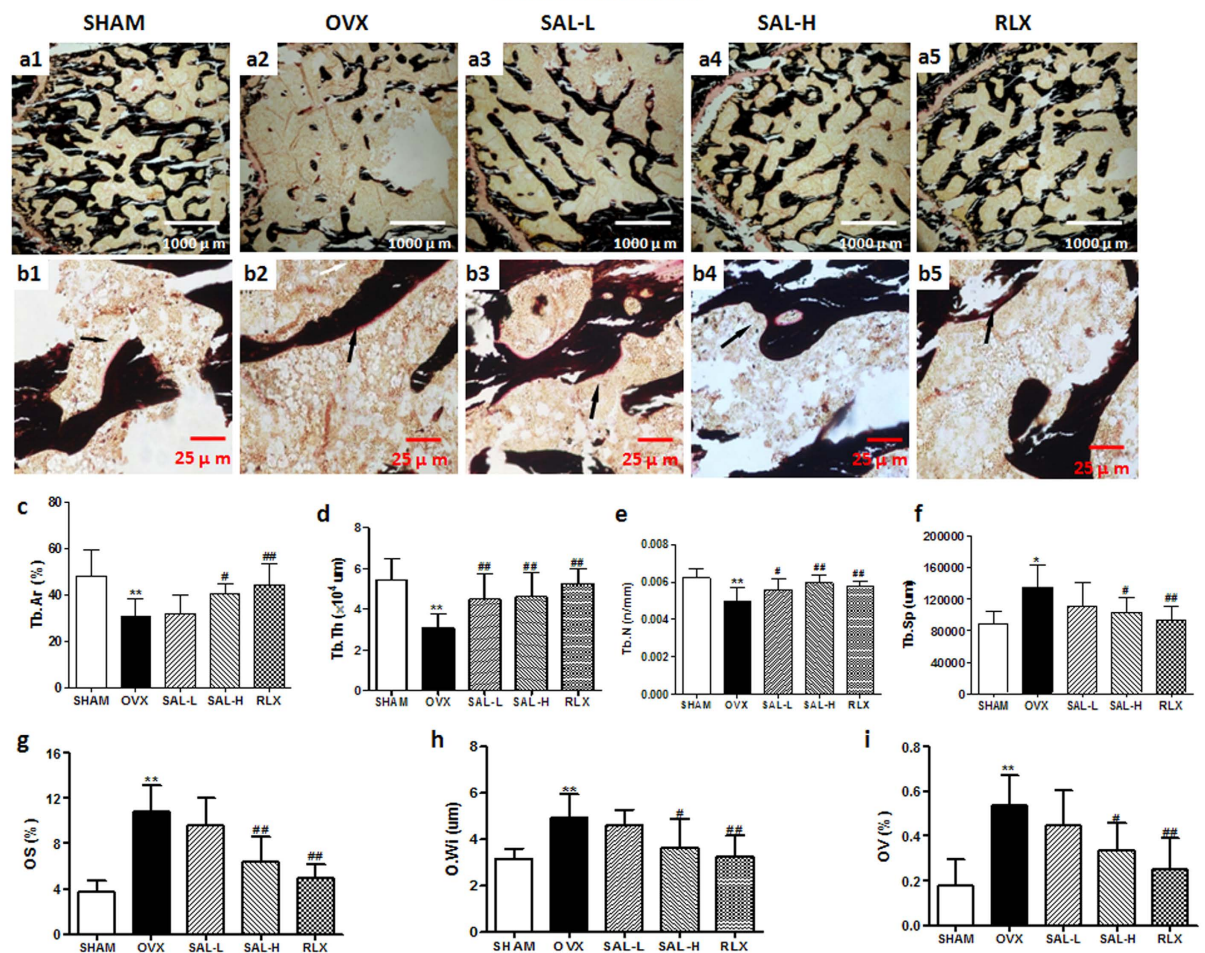 SHAM OVX SAL-L SAL-H RLX
a1 a2 a3 a4 a5
1000 μ m 1000 μ m 1000 μ m 1000 μ m 1000 μ m
b1 b2 b3 b4 b5
25 μ m 25 μ m 25 μ m 25 μ m 25 μ m
c
Tb.Ar (%)
80
60
40
20
0
** # ##
SHAM OVX SAL-L SAL-H RLX
d
Tb.Th (×10⁴ um)
8
6
4
2
0
** ## ## ##
SHAM OVX SAL-L SAL-H RLX
e
Tb.N (n/mm)
0.008
0.006
0.004
0.002
0.000
** # ## ##
SHAM OVX SAL-L SAL-H RLX
f
Tb.Sp(um)
200000
160000
120000
80000
40000
0
* # ##
SHAM OVX SAL-L SAL-H RLX
g
OS (%)
16
12
8
4
0
** ## ##
SHAM OVX SAL-L SAL-H RLX
h
O.Wi (um)
8
6
4
2
0
** # ##
SHAM OVX SAL-L SAL-H RLX
i
OV (%)
0.8
0.6
0.4
0.2
0.0
** # ##
SHAM OVX SAL-L SAL-H RLX